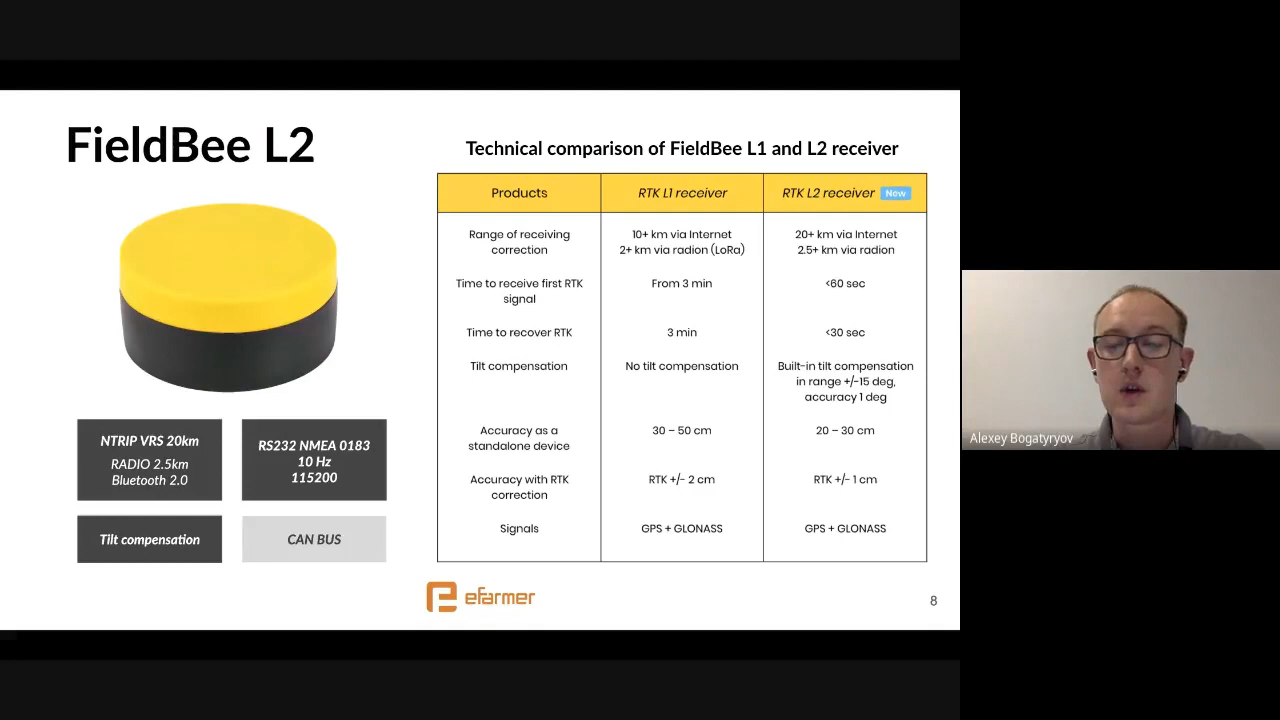 FieldBee L2
NTRIP VRS 20km
RADIO 2.5km
Bluetooth 2.0
RS232 NMEA 0183
10 Hz
115200
Tilt compensation
CAN BUS
Technical comparison of FieldBee L1 and L2 receiver
Products
RTK L1 receiver
RTK L2 receiver New
Range of receiving
correction
10+ km via Internet
2+ km via radion (LoRa)
20+ km via Internet
2.5+ km via radion
Time to receive first RTK
signal
From 3 min
<60 sec
Time to recover RTK
3 min
<30 sec
Tilt compensation
No tilt compensation
Built-in tilt compensation
in range +/-15 deg,
accuracy 1 deg
Accuracy as a
standalone device
30 – 50 cm
20 – 30 cm
Accuracy with RTK
correction
RTK +/- 2 cm
RTK +/- 1 cm
Signals
GPS + GLONASS
GPS + GLONASS
efarmer
8
Alexey Bogatyryov